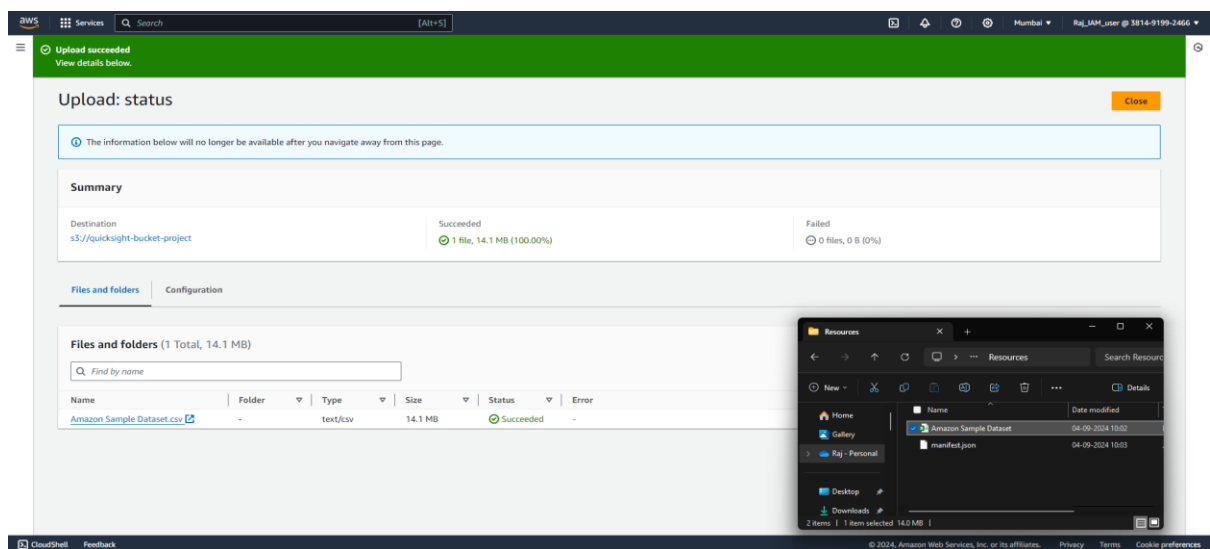 aws Services Search [Alt+S] Mumbai Raj_IAM_user @ 3814-9199-2466
Upload succeeded
View details below.
Upload: status Close
The information below will no longer be available after you navigate away from this page.
Summary
Destination Succeeded Failed
s3://quicksight-bucket-project 1 file, 14.1 MB (100.00%) 0 files, 0 B (0%)
Files and folders Configuration
Files and folders (1 Total, 14.1 MB)
Find by name
Name Folder Type Size Status Error
Amazon Sample Dataset.csv - text/csv 14.1 MB Succeeded -
Resources
Resources Search Resourc
New Details
Name Date modified
Home
Gallery
Raj - Personal
Desktop
Downloads
Amazon Sample Dataset 04-09-2024 10:02
manifest.json 04-09-2024 10:03
2 items 1 item selected 14.0 MB
CloudShell Feedback © 2024, Amazon Web Services, Inc. or its affiliates. Privacy Terms Cookie preferences